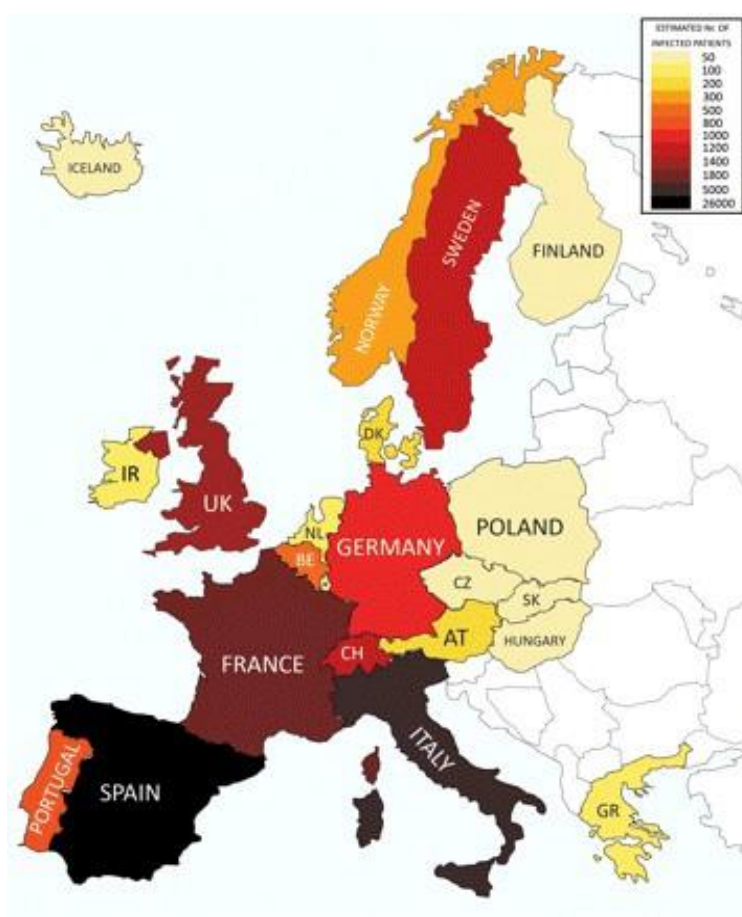 ESTIMATED Nr. OF
INFECTED PATIENTS
50
100
200
300
500
800
1000
1200
1400
1800
5000
26000
ICELAND
SWEDEN
FINLAND
NORWAY
DK
IR
UK
NL
BE
GERMANY
POLAND
CZ
SK
AT
HUNGARY
FRANCE
CH
ITALY
PORTUGAL
SPAIN
GR